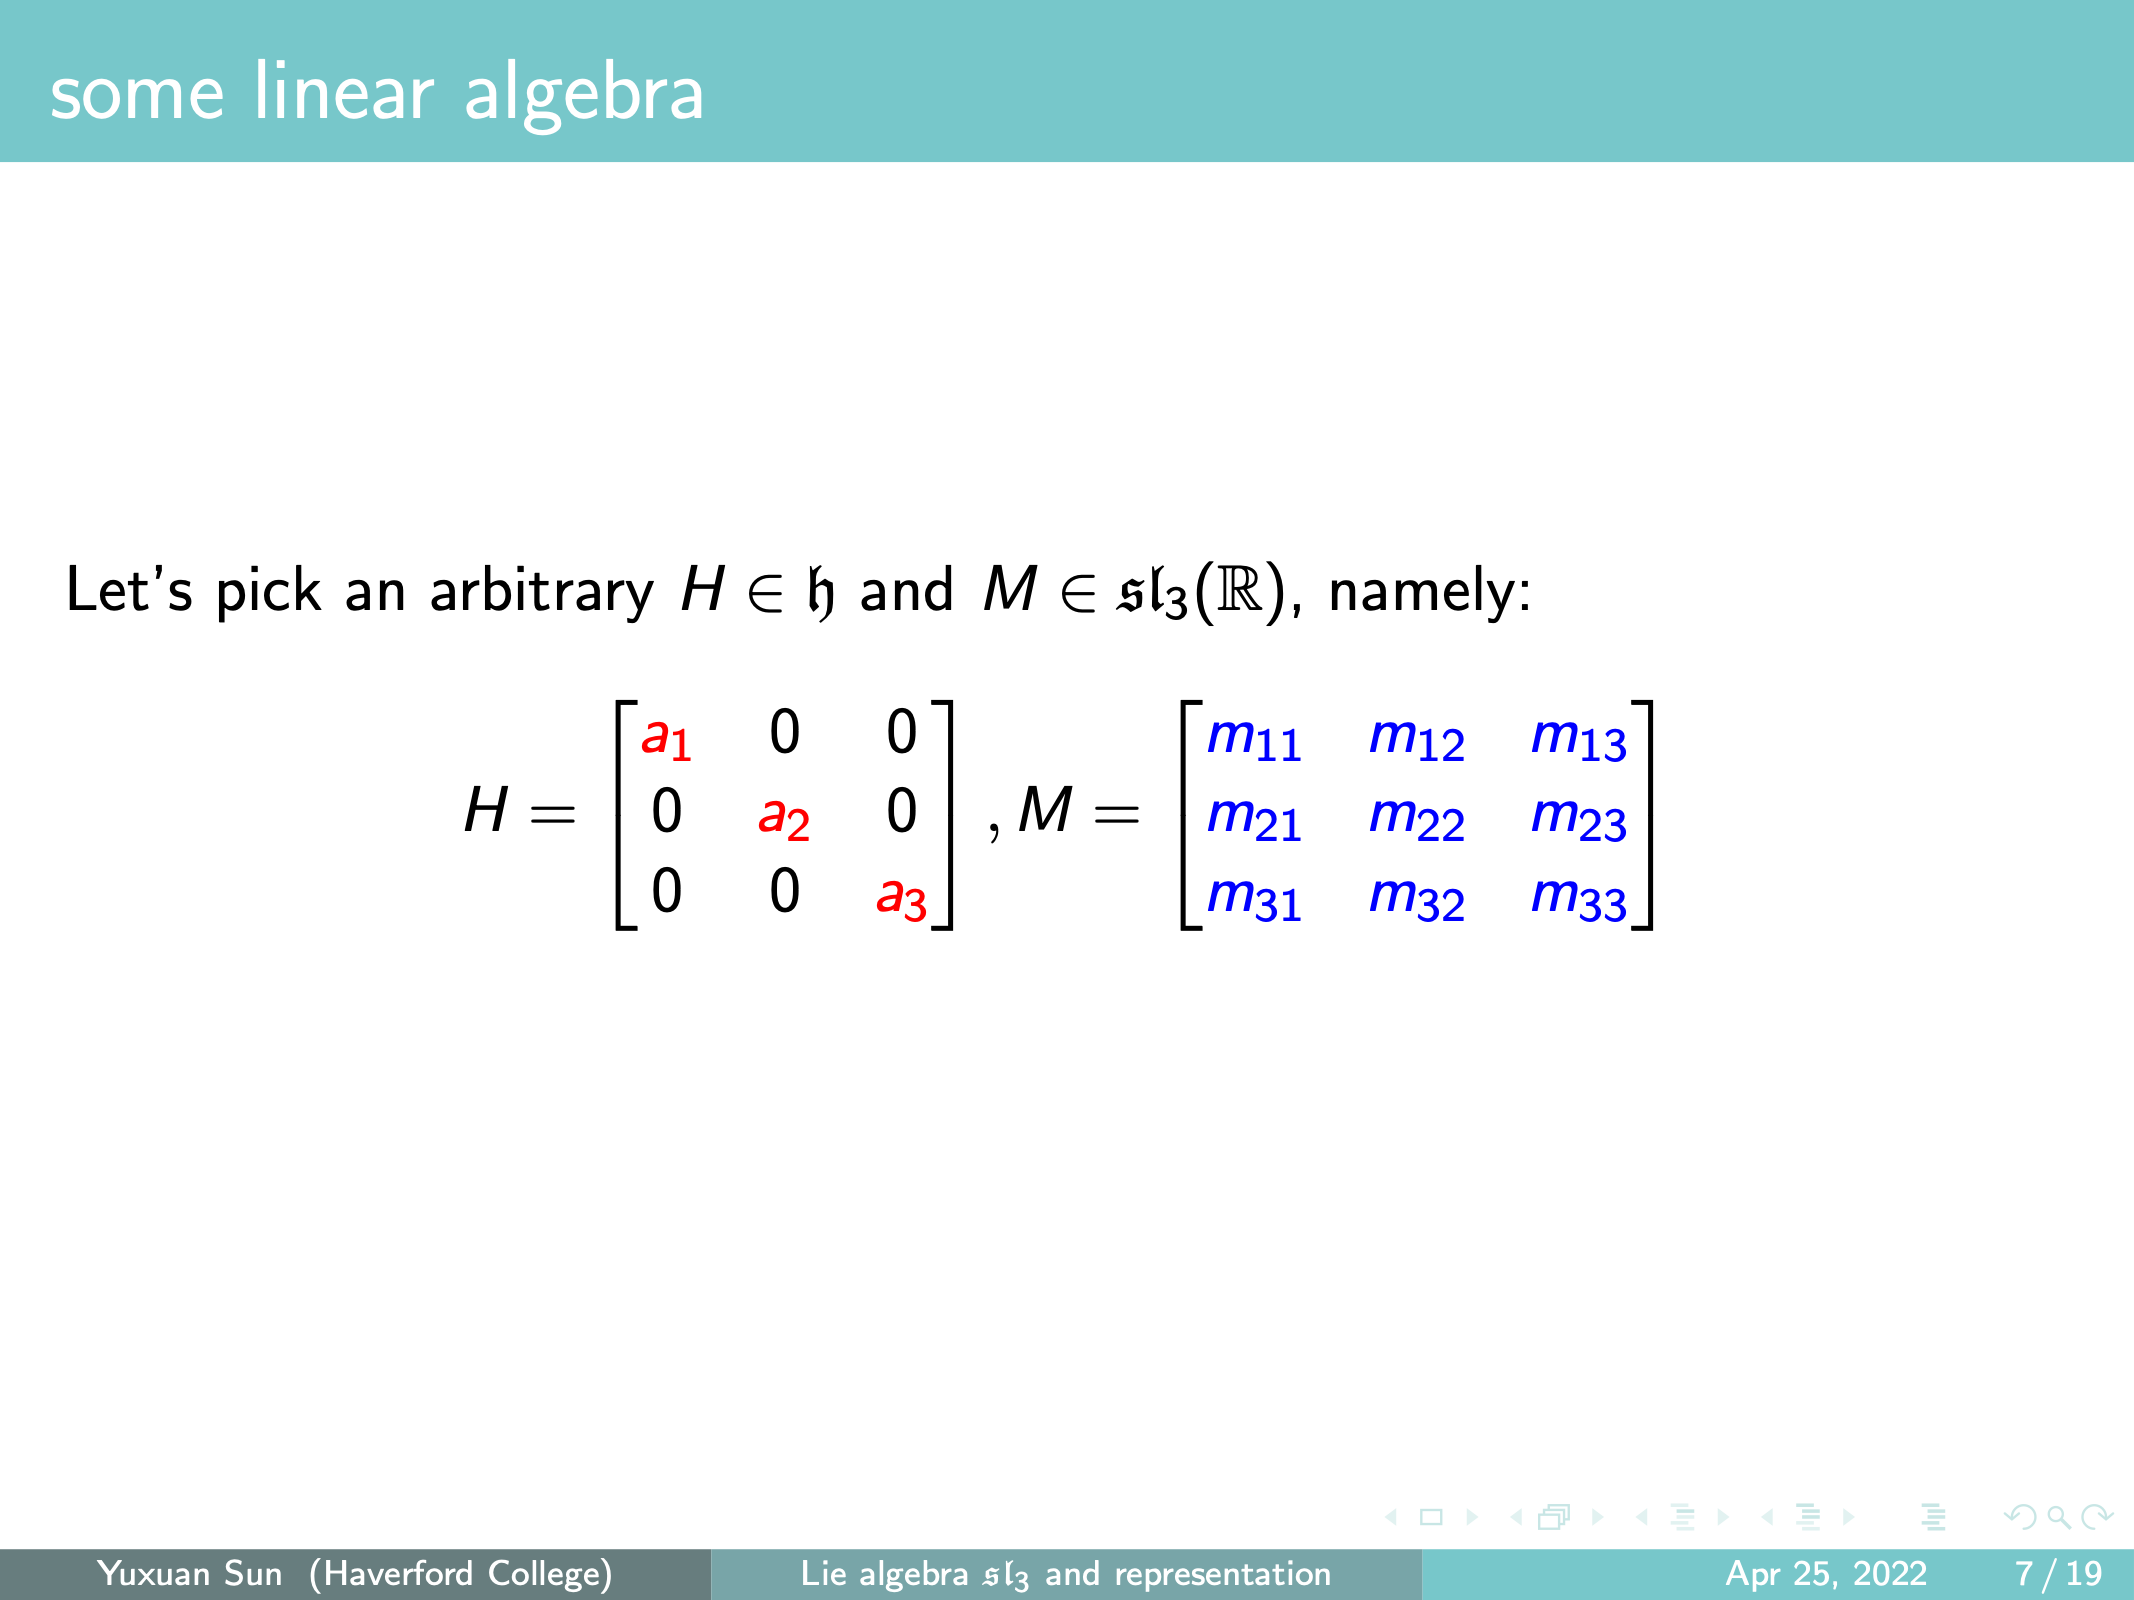 some linear algebra
Let's pick an arbitrary H ∈ 𝔥 and M ∈ 𝔰𝔩₃(ℝ), namely:
H = [a₁ 0 0; 0 a₂ 0; 0 0 a₃], M = [m₁₁ m₁₂ m₁₃; m₂₁ m₂₂ m₂₃; m₃₁ m₃₂ m₃₃]
Yuxuan Sun (Haverford College) Lie algebra 𝔰𝔩₃ and representation Apr 25, 2022 7 / 19